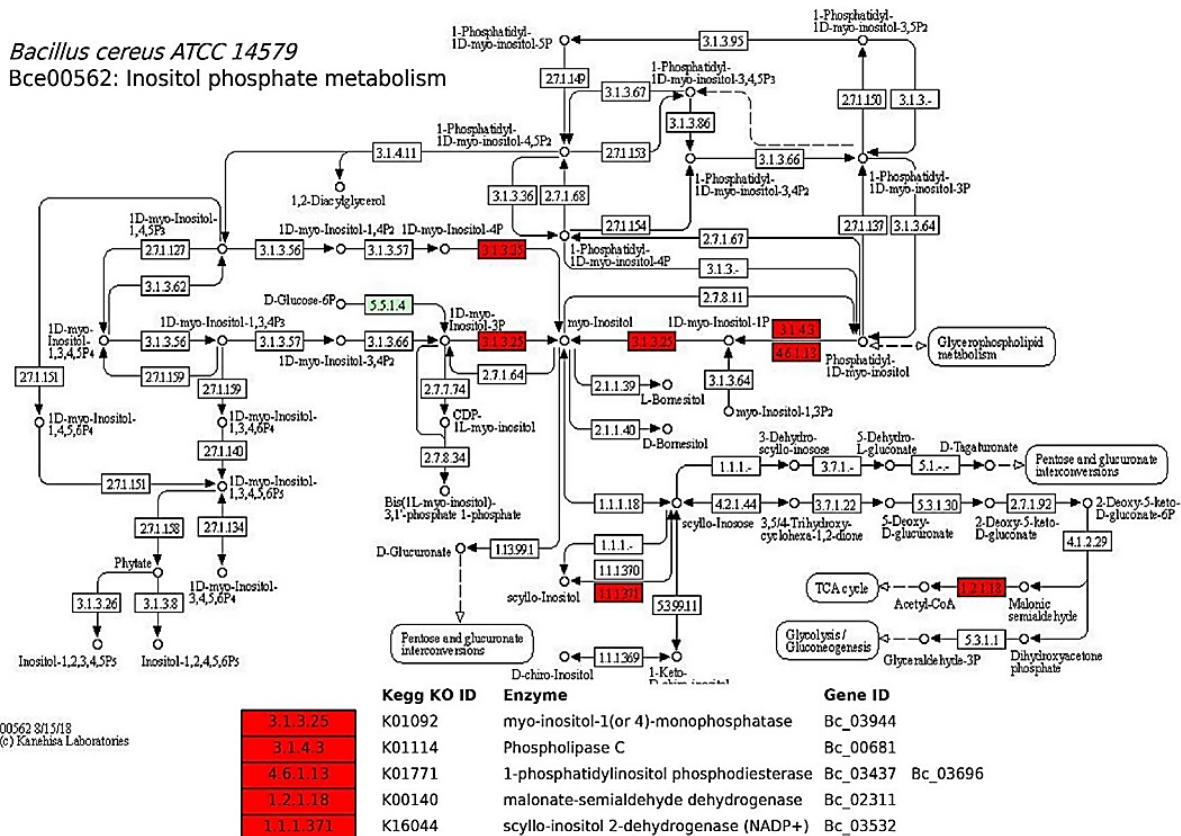 Bacillus cereus ATCC 14579
Bce00562: Inositol phosphate metabolism
1-Phosphatidyl-
1D-myo-inositol-5P
3.1.3.95
1-Phosphatidyl-
1D-myo-inositol-3,5P2
2.7.1.149
3.1.3.67
1-Phosphatidyl-
1D-myo-inositol-3,4,5P3
2.7.1.150
3.1.3.-
3.1.3.86
1-Phosphatidyl-
1D-myo-inositol-4,5P2
3.1.4.11
2.7.1.153
3.1.3.66
1-Phosphatidyl-
1D-myo-inositol-3P
1,2-Diacylglycerol
3.1.3.36
2.7.1.68
1-Phosphatidyl-
1D-myo-inositol-3,4P2
2.7.1.154
2.7.1.137
3.1.3.64
1D-myo-Inositol-
1,4,5P3
1D-myo-Inositol-1,4P2
1D-myo-Inositol-4P
2.7.1.127
3.1.3.56
3.1.3.57
3.1.3.25
1-Phosphatidyl-
1D-myo-inositol-4P
2.7.1.67
3.1.3.-
3.1.3.62
D-Glucose-6P
5.5.1.4
2.7.8.11
1D-myo-
Inositol-
1,3,4,5P4
1D-myo-Inositol-1,3,4P3
3.1.3.56
3.1.3.57
1D-myo-Inositol-3,4P2
3.1.3.66
1D-myo-
Inositol-3P
3.1.3.25
myo-Inositol
3.1.3.25
1D-myo-Inositol-1P
3.1.4.3
4.6.1.13
Phosphatidyl-
1D-myo-inositol
Glycerophospholipid
metabolism
2.7.1.151
2.7.1.159
2.7.1.159
2.7.1.64
2.7.7.74
2.1.1.39
L-Bornesitol
3.1.3.64
myo-Inositol-1,3P2
1D-myo-Inositol-
1,4,5,6P4
1D-myo-Inositol-
1,3,4,6P4
CDP-
1L-myo-inositol
2.1.1.40
D-Bornesitol
2.7.1.140
2.7.8.34
3-Dehydro-
scyllo-inosose
5-Dehydro-
L-gluconate
D-Tagaturonate
1.1.1.-
3.7.1.-
5.1.-.-
Pentose and glucuronate
interconversions
2.7.1.151
1D-myo-Inositol-
1,3,4,5,6P5
Bis(1L-myo-inositol)-
3,1'-phosphate 1-phosphate
1.1.1.18
4.2.1.44
3.7.1.22
5.3.1.30
2.7.1.92
scyllo-Inosose
3,5/4-Trihydroxy-
cyclohexa-1,2-dione
5-Deoxy-
D-glucuronate
2-Deoxy-5-keto-
D-gluconate
2-Deoxy-5-keto-
D-gluconate-6P
2.7.1.158
2.7.1.134
D-Glucuronate
1.13.99.1
1.1.1.-
4.1.2.29
Phytate
1D-myo-Inositol-
3,4,5,6P4
1.1.1.370
1.1.1.371
scyllo-Inositol
TCA cycle
Acetyl-CoA
1.2.1.18
Malonic
semialdehyde
3.1.3.26
3.1.3.8
5.3.99.11
Pentose and glucuronate
interconversions
Glycolysis /
Gluconeogenesis
Glyceraldehyde-3P
5.3.1.1
Dihydroxyacetone
phosphate
Inositol-1,2,3,4,5P5
Inositol-1,2,4,5,6P5
D-chiro-Inositol
1.1.1.369
1-Keto-
D-chiro-inositol
Kegg KO ID Enzyme Gene ID
00562 8/15/18
(c) Kanehisa Laboratories
3.1.3.25 K01092 myo-inositol-1(or 4)-monophosphatase Bc_03944
3.1.4.3 K01114 Phospholipase C Bc_00681
4.6.1.13 K01771 1-phosphatidylinositol phosphodiesterase Bc_03437 Bc_03696
1.2.1.18 K00140 malonate-semialdehyde dehydrogenase Bc_02311
1.1.1.371 K16044 scyllo-inositol 2-dehydrogenase (NADP+) Bc_03532